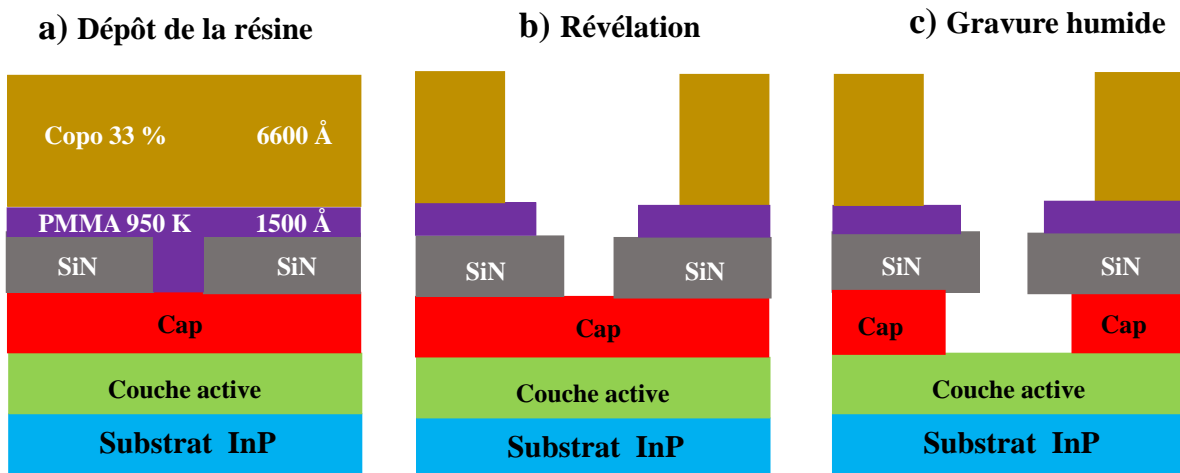 a) Dépôt de la résine
Copo 33 % 6600 Å
PMMA 950 K 1500 Å
SiN SiN
Cap
Couche active
Substrat InP
b) Révélation
SiN SiN
Cap
Couche active
Substrat InP
c) Gravure humide
SiN SiN
Cap Cap
Couche active
Substrat InP